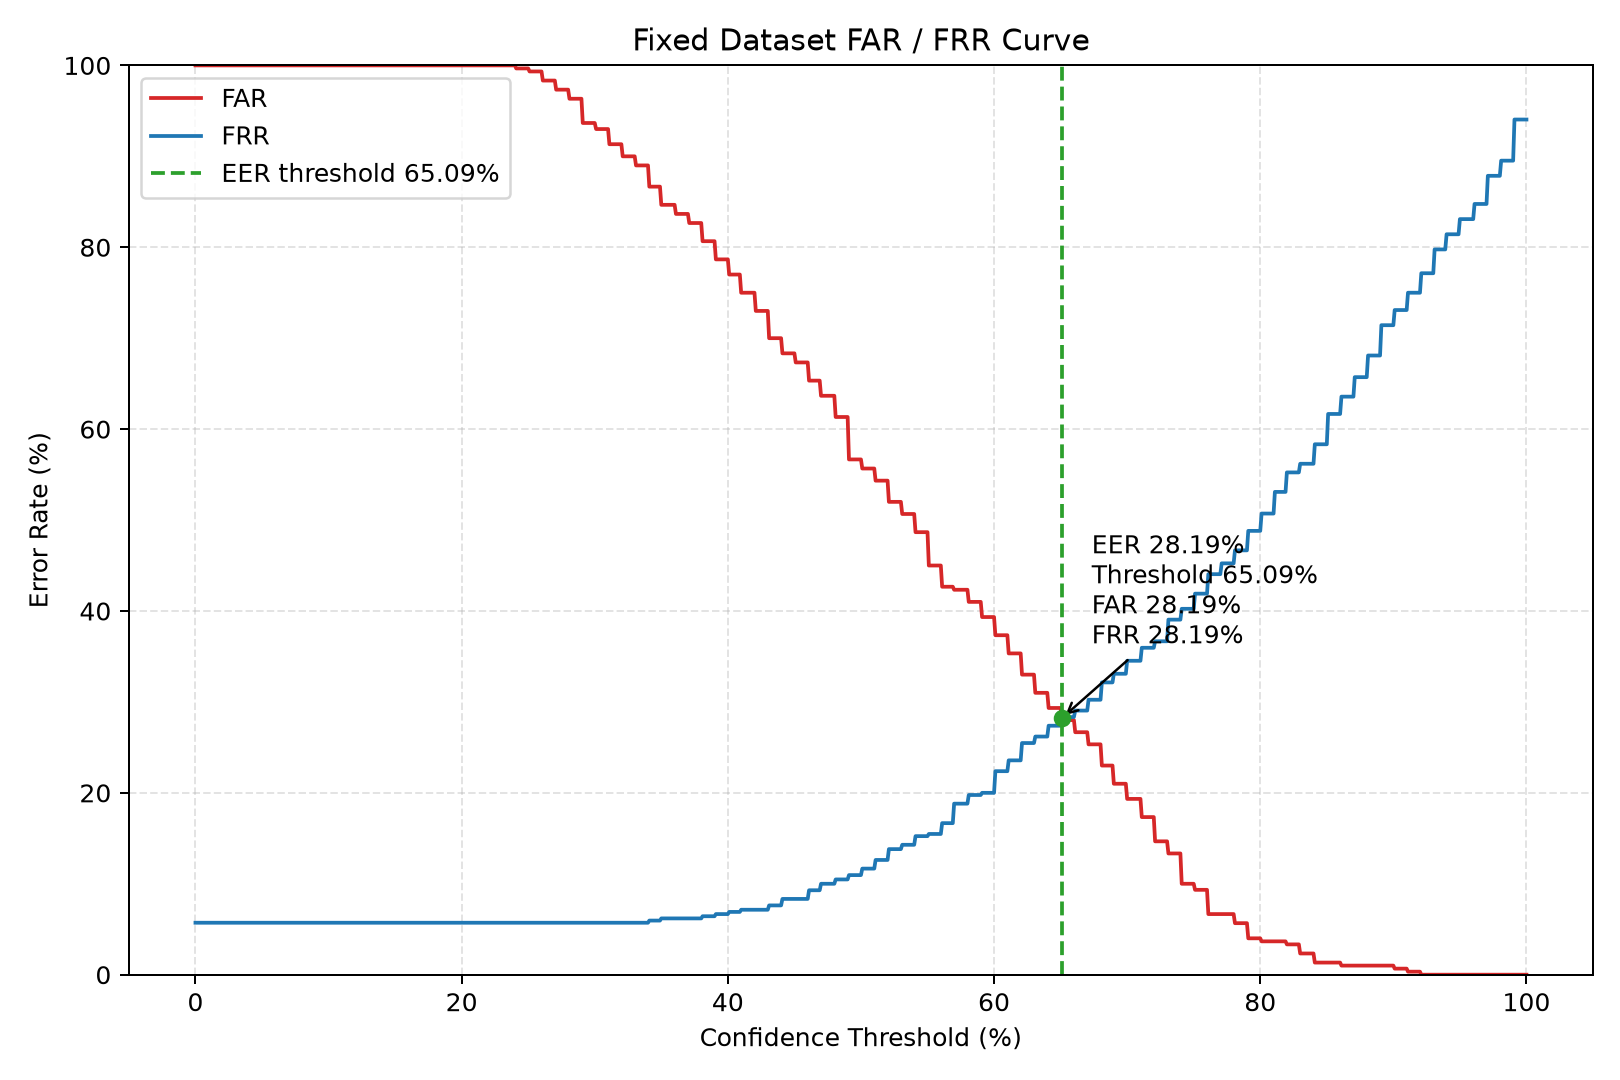 Fixed Dataset FAR / FRR Curve
100
80
60
40
20
0
Error Rate (%)
FAR
FRR
EER threshold 65.09%
EER 28.19%
Threshold 65.09%
FAR 28.19%
FRR 28.19%
0 20 40 60 80 100
Confidence Threshold (%)